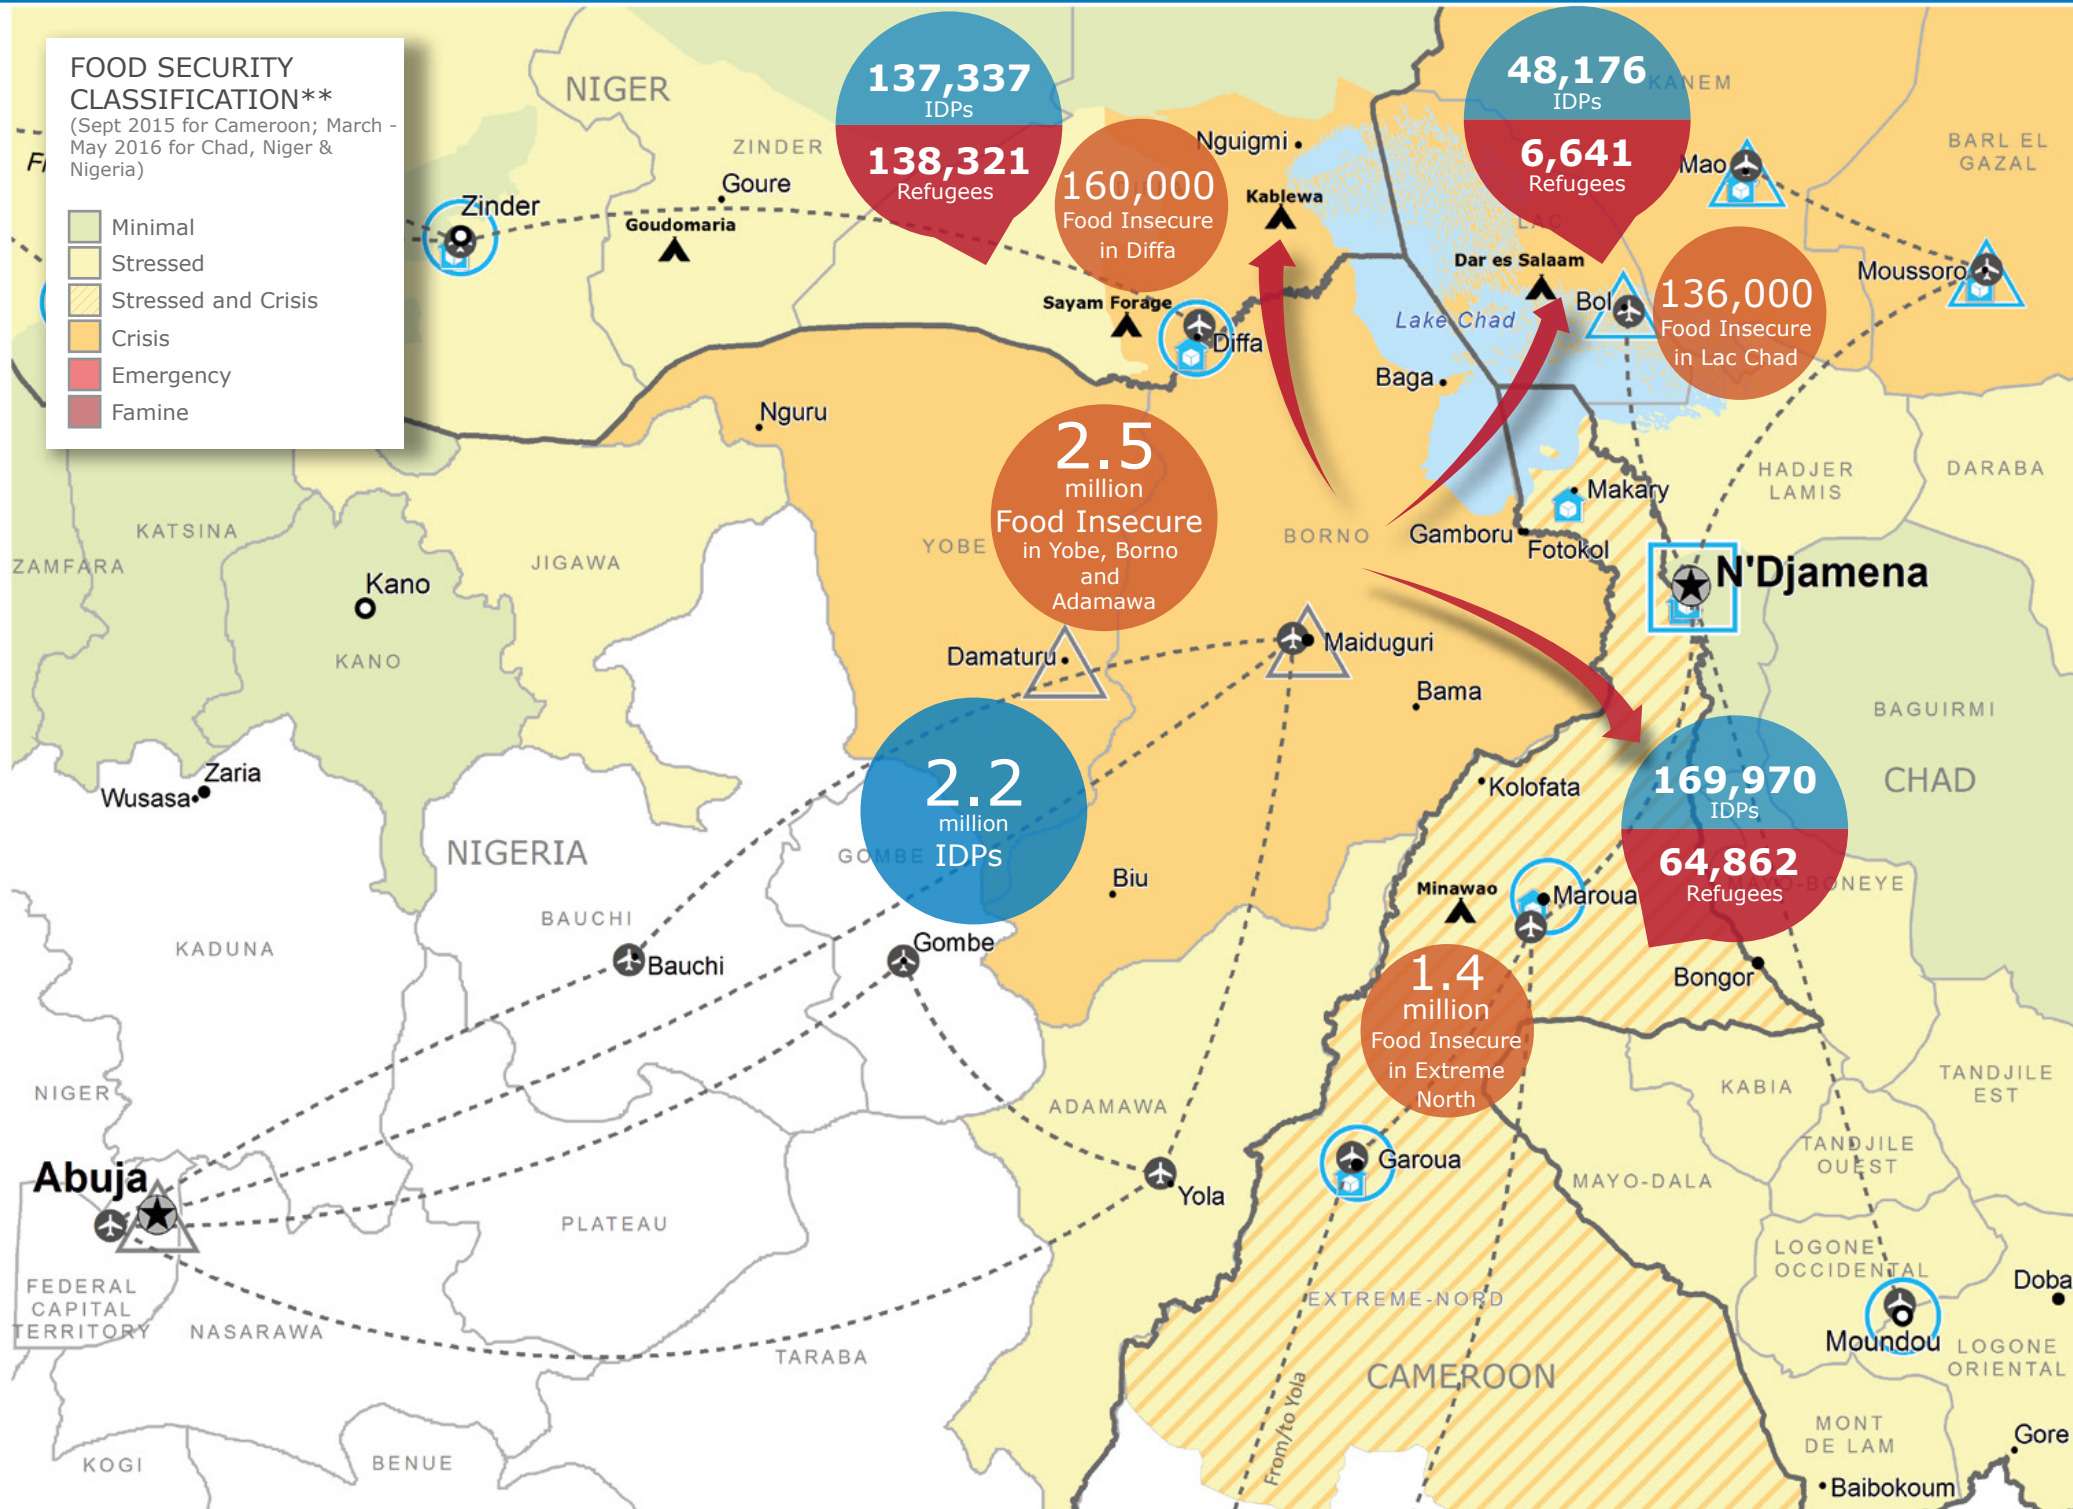 FOOD SECURITY
CLASSIFICATION**
(Sept 2015 for Cameroon; March -
May 2016 for Chad, Niger &
Nigeria)
Minimal
Stressed
Stressed and Crisis
Crisis
Emergency
Famine
NIGER
ZINDER
Zinder
Goure
Goudomaria
137,337
IDPs
138,321
Refugees
160,000
Food Insecure
in Diffa
Nguigmi
Kablewa
Sayam Forage
Diffa
48,176
IDPs
6,641
Refugees
KANEM
LAC
Mao
BARL EL
GAZAL
Moussoro
Dar es Salaam
Bol
136,000
Food Insecure
in Lac Chad
Lake Chad
Baga
Nguru
2.5
million
Food Insecure
in Yobe, Borno
and
Adamawa
YOBE
BORNO
Gamboru
Fotokol
Makary
HADJER
LAMIS
DARABA
N'Djamena
KATSINA
ZAMFARA
JIGAWA
Kano
KANO
Damaturu
Maiduguri
Bama
BAGUIRMI
CHAD
Zaria
Wusasa
NIGERIA
2.2
million
IDPs
GOMBE
Kolofata
169,970
IDPs
64,862
Refugees
MAYO-BONEYE
Biu
Minawao
Maroua
Bongor
KADUNA
BAUCHI
Bauchi
Gombe
1.4
million
Food Insecure
in Extreme
North
NIGER
ADAMAWA
KABIA
TANDJILE
EST
TANDJILE
OUEST
Abuja
Garoua
Yola
MAYO-DALA
PLATEAU
FEDERAL
CAPITAL
TERRITORY
NASARAWA
TARABA
EXTREME-NORD
LOGONE
OCCIDENTAL
Doba
Moundou
LOGONE
ORIENTAL
CAMEROON
From/to Yola
MONT
DE LAM
Gore
KOGI
BENUE
Baibokoum